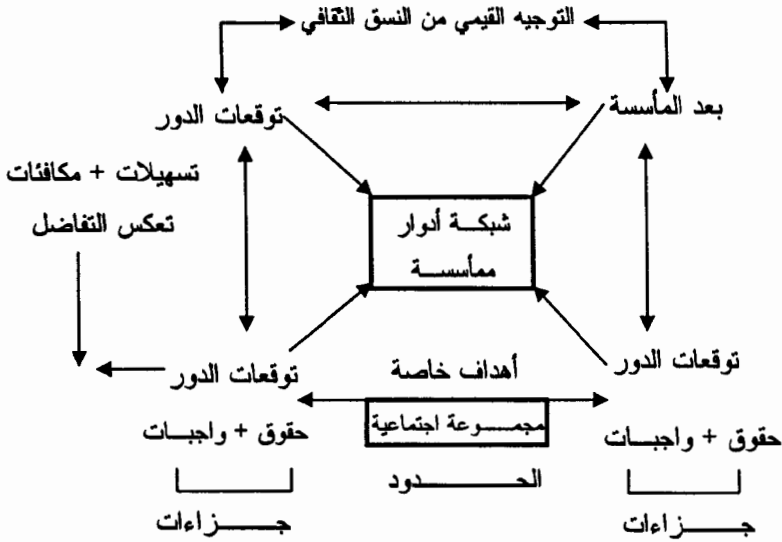 التوجيه القيمي من النسق الثقافي
بعد المأسسة
توقعات الدور
تسهيلات + مكافئات
تعكس التفاضل
شبكة أدوار
ممأسسة
توقعات الدور
أهداف خاصة
توقعات الدور
حقوق + واجبات
مجموعة اجتماعية
حقوق + واجبات
الحدود
جزاءات
جزاءات